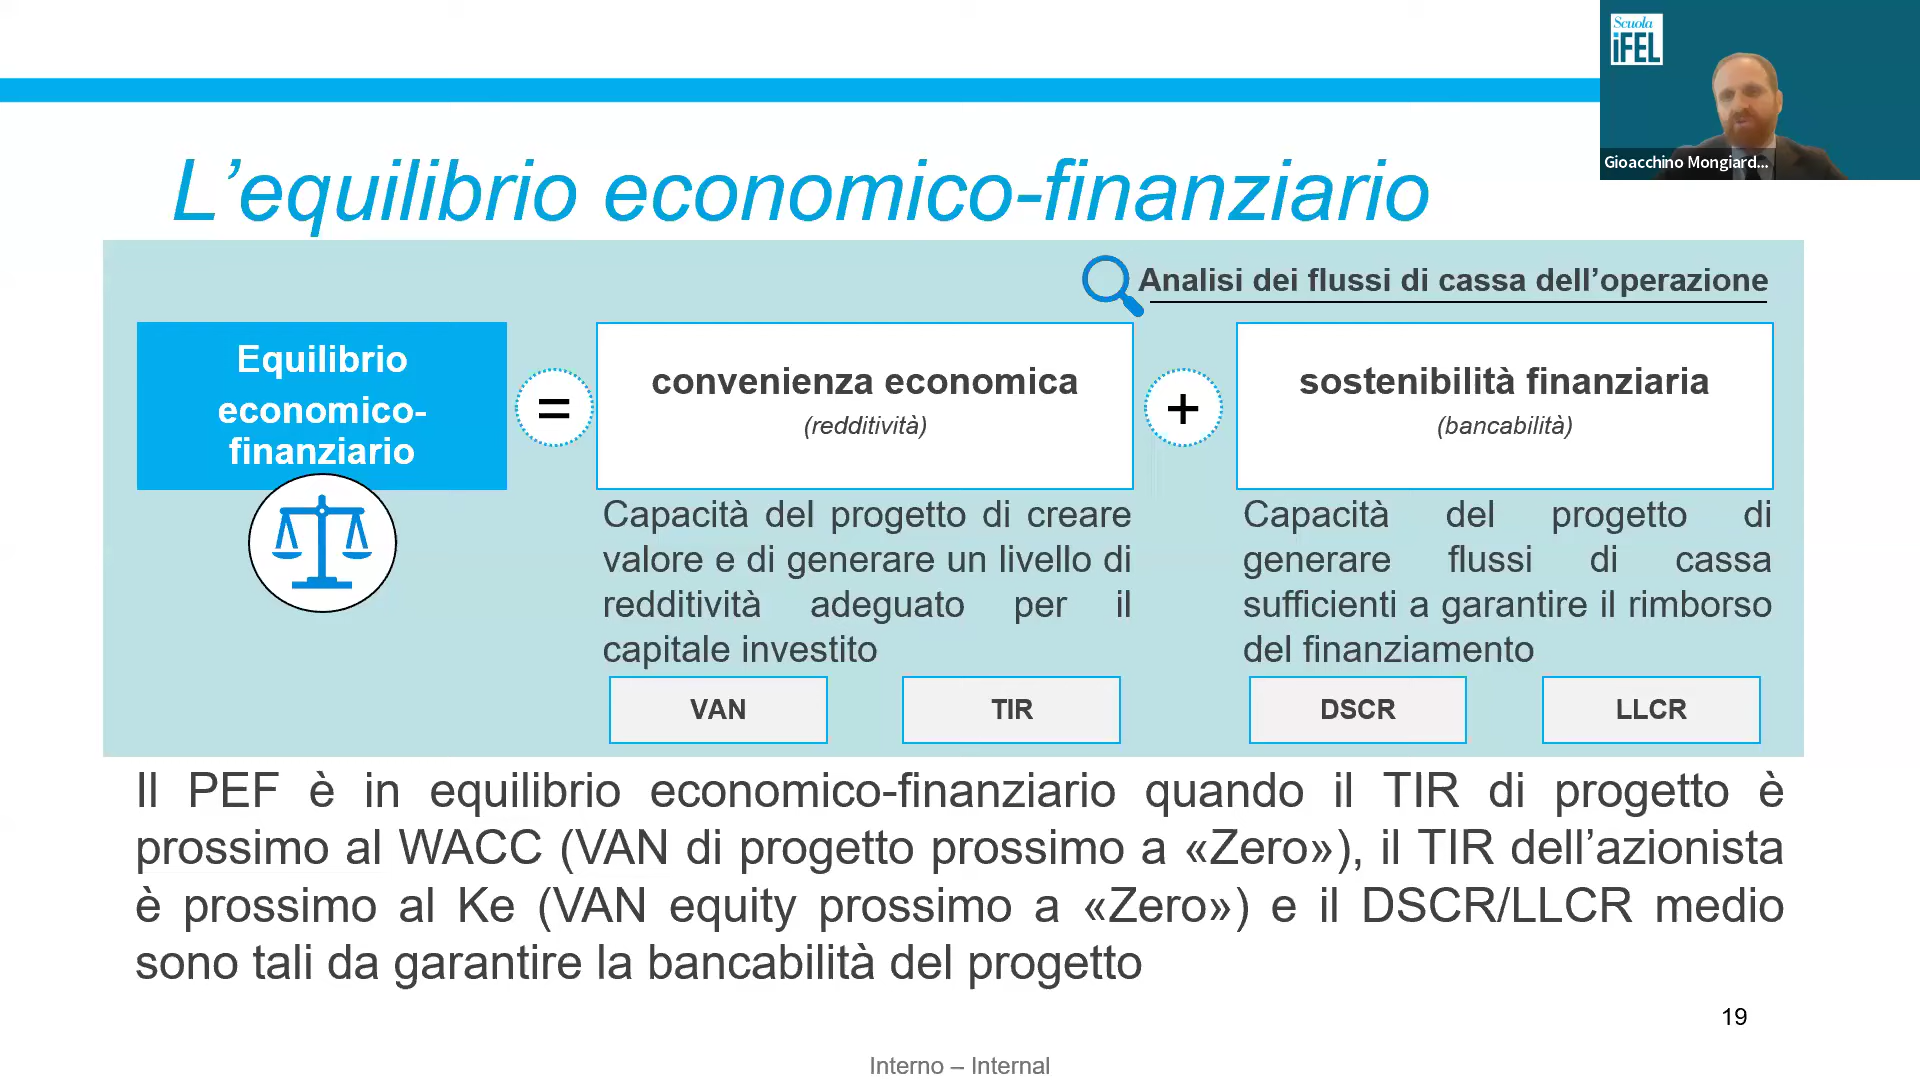 Scuola
iFEL
Gioacchino Mongiard...
L’equilibrio economico-finanziario
Analisi dei flussi di cassa dell’operazione
Equilibrio
economico-
finanziario
=
convenienza economica
(redditività)
+
sostenibilità finanziaria
(bancabilità)
Capacità del progetto di creare
valore e di generare un livello di
redditività adeguato per il
capitale investito
Capacità del progetto di
generare flussi di cassa
sufficienti a garantire il rimborso
del finanziamento
VAN
TIR
DSCR
LLCR
Il PEF è in equilibrio economico-finanziario quando il TIR di progetto è
prossimo al WACC (VAN di progetto prossimo a «Zero»), il TIR dell’azionista
è prossimo al Ke (VAN equity prossimo a «Zero») e il DSCR/LLCR medio
sono tali da garantire la bancabilità del progetto
19
Interno – Internal